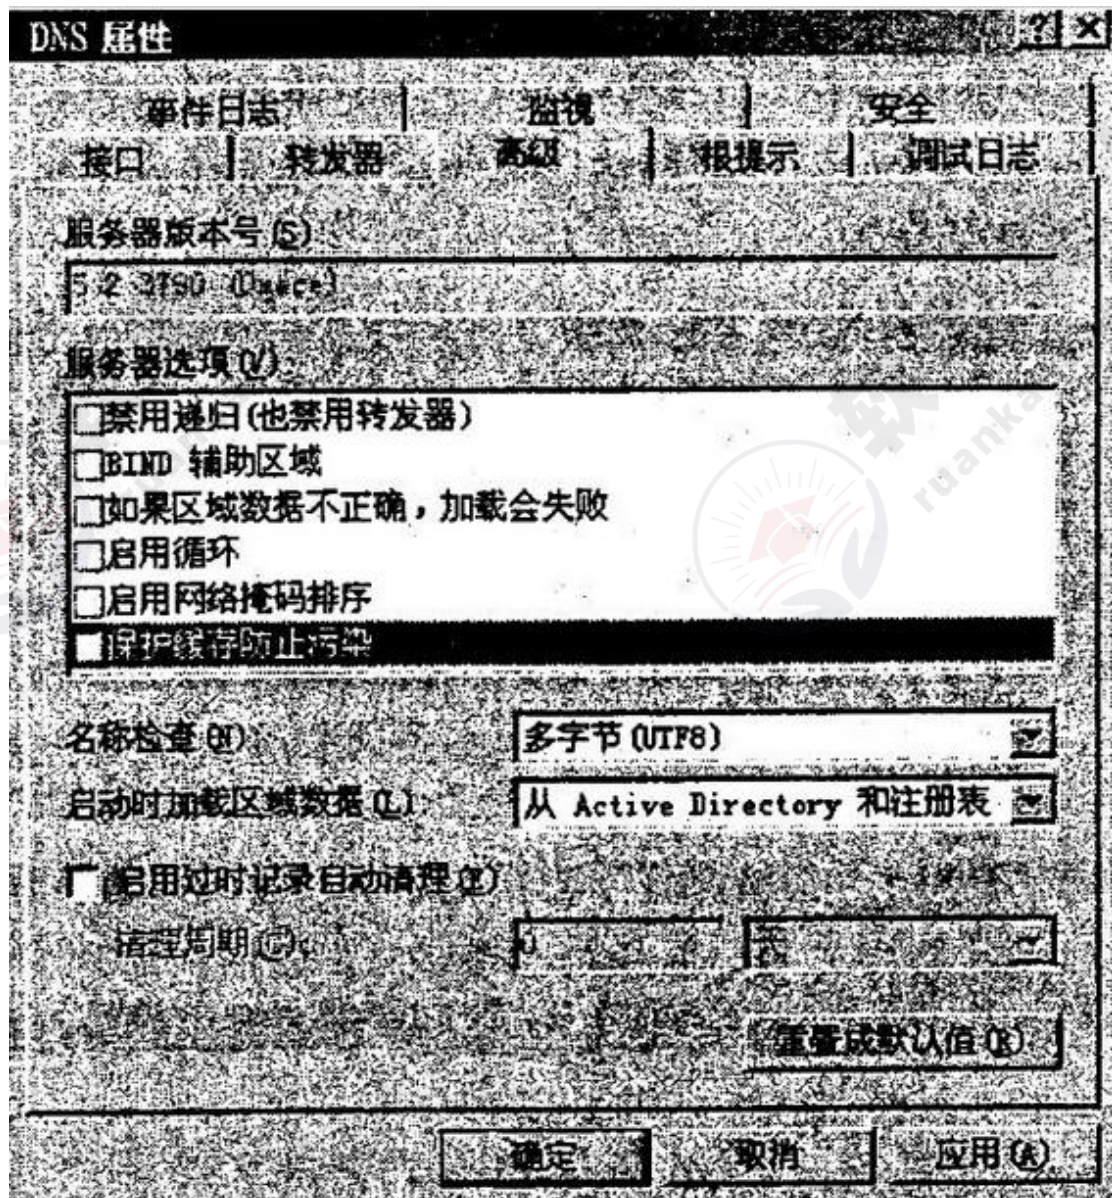 DNS 属性
事件日志 监视 安全
接口 转发器 高级 根提示 调试日志
服务器版本号(S)
5.2 3790
服务器选项(V)
禁用递归(也禁用转发器)
BIND 辅助区域
如果区域数据不正确，加载会失败
启用循环
启用网络掩码排序
保护缓存防止污染
名称检查(N) 多字节(UTF8)
启动时加载区域数据(L) 从 Active Directory 和注册表
启用过时记录自动清理(E)
清理周期(C):
重置成默认值(R)
确定 取消 应用(A)